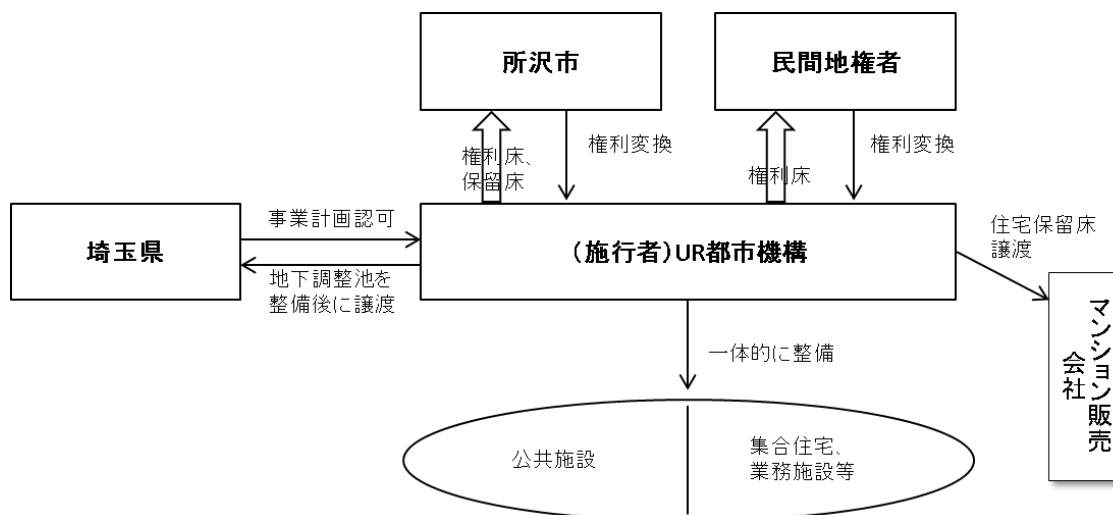 所沢市
民間地権者
権利床、
保留床
権利変換
権利床
権利変換
埼玉県
事業計画認可
地下調整池を
整備後に譲渡
(施行者)UR都市機構
住宅保留床
譲渡
マンション販売
会社
一体的に整備
公共施設
集合住宅、
業務施設等